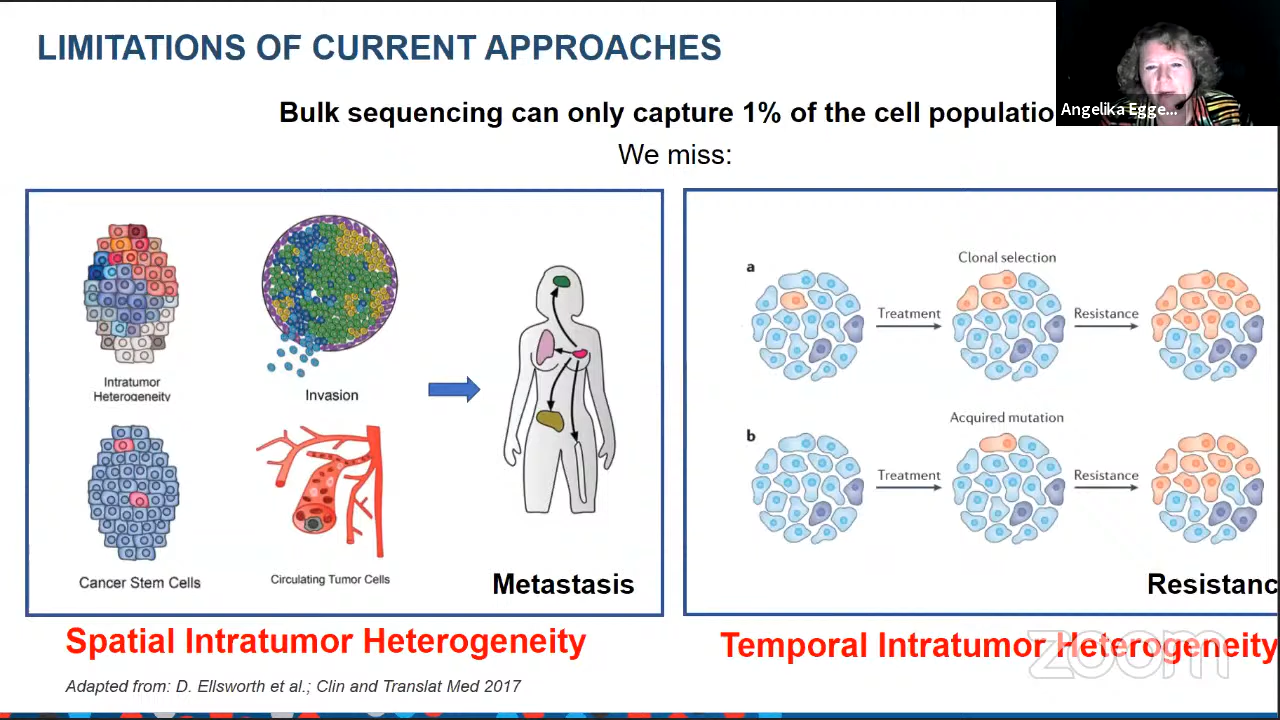 LIMITATIONS OF CURRENT APPROACHES
Angelika Egge...
Bulk sequencing can only capture 1% of the cell populatio
We miss:
Intratumor
Heterogeneity
Invasion
Cancer Stem Cells
Circulating Tumor Cells
Metastasis
a
Clonal selection
Treatment
Resistance
b
Acquired mutation
Treatment
Resistance
Resistanc
Spatial Intratumor Heterogeneity
Temporal Intratumor Heterogeneity
zoom
Adapted from: D. Ellsworth et al.; Clin and Translat Med 2017